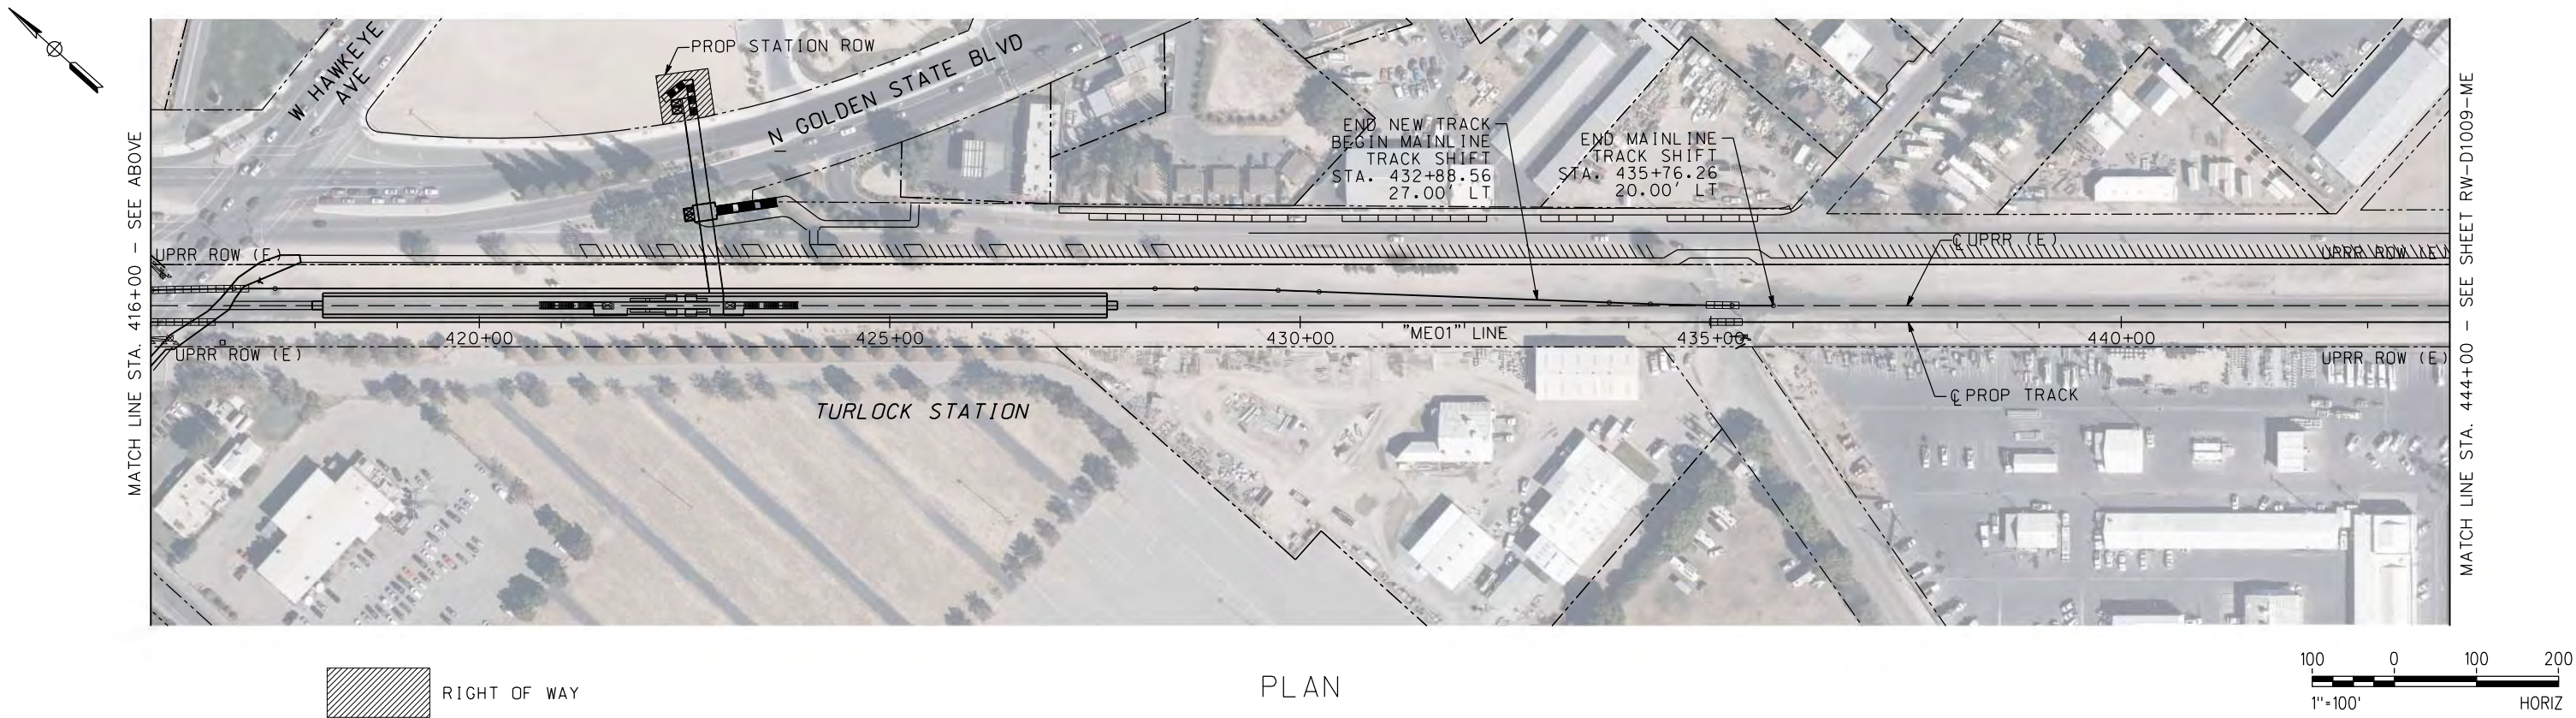 PROP STATION ROW
W HAWKEYE
AVE
N GOLDEN STATE BLVD
END NEW TRACK
BEGIN MAINLINE
TRACK SHIFT
STA. 432+88.56
27.00' LT
END MAINLINE
TRACK SHIFT
STA. 435+76.26
20.00' LT
MATCH LINE STA. 416+00 - SEE ABOVE
MATCH LINE STA. 444+00 - SEE SHEET RW-D1009-ME
UPRR ROW (E)
℄ UPRR (E)
UPRR ROW (E)
420+00
425+00
430+00
"ME01" LINE
435+00
440+00
UPRR ROW (E)
UPRR ROW (E)
℄ PROP TRACK
TURLOCK STATION
RIGHT OF WAY
PLAN
100 0 100 200
1"=100' HORIZ